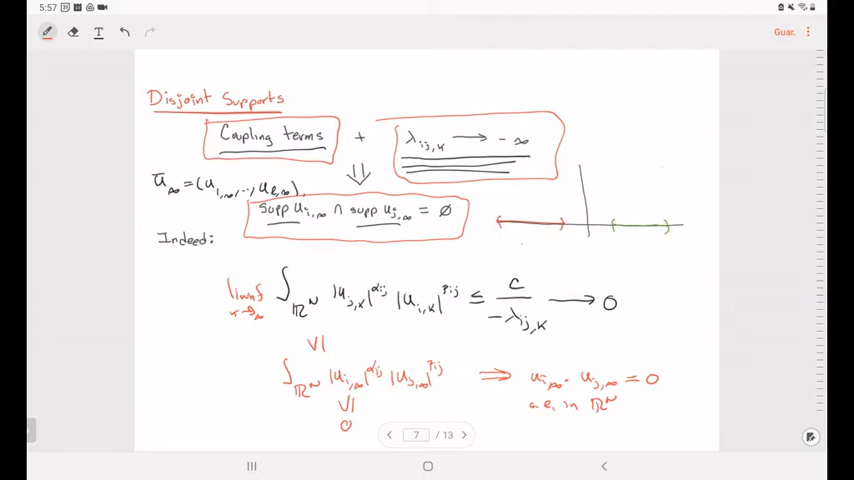 5:57
Guar.
Disjoint Supports
Coupling terms + λ_{ij,k} → -∞
⇓
ū_∞ = (u_{1,∞}, ..., u_{ℓ,∞})
supp u_{i,∞} ∩ supp u_{j,∞} = ∅
Indeed:
liminf_{k→∞} ∫_{ℝ^N} |u_{j,k}|^{α_{ij}} |u_{i,k}|^{β_{ij}} ≤ C / -λ_{ij,k} → 0
∨|
∫_{ℝ^N} |u_{i,∞}|^{α_{ij}} |u_{j,∞}|^{β_{ij}} ⇒ u_{i,∞} · u_{j,∞} = 0
∨| a.e. in ℝ^N
0
7 / 13